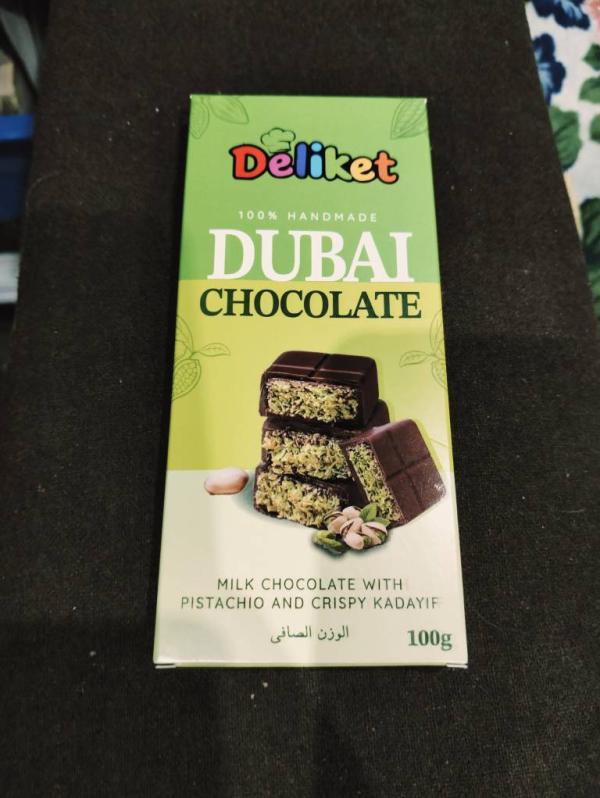 Deliket
100% HANDMADE
DUBAI
CHOCOLATE
MILK CHOCOLATE WITH
PISTACHIO AND CRISPY KADAYIF
الوزن الصافى
100g